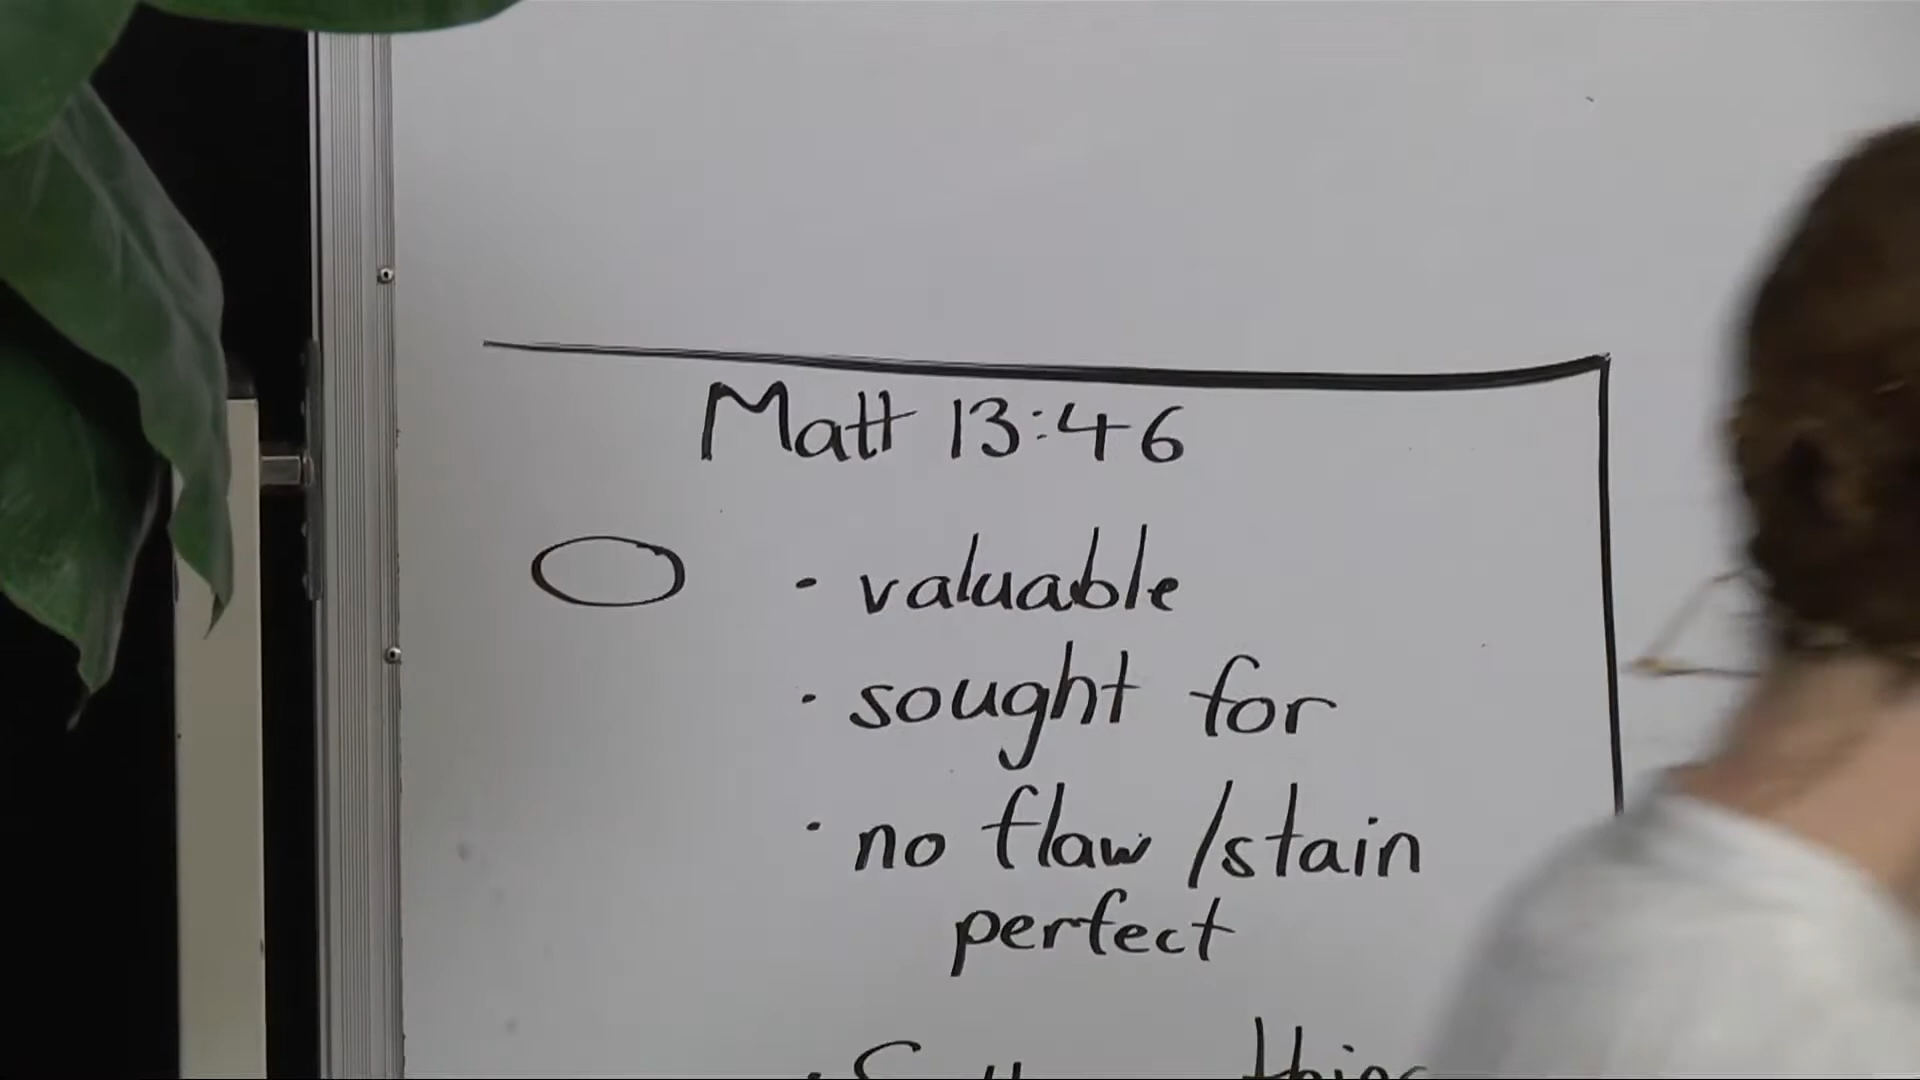 Matt 13:46
• valuable
• sought for
• no flaw /stain
perfect